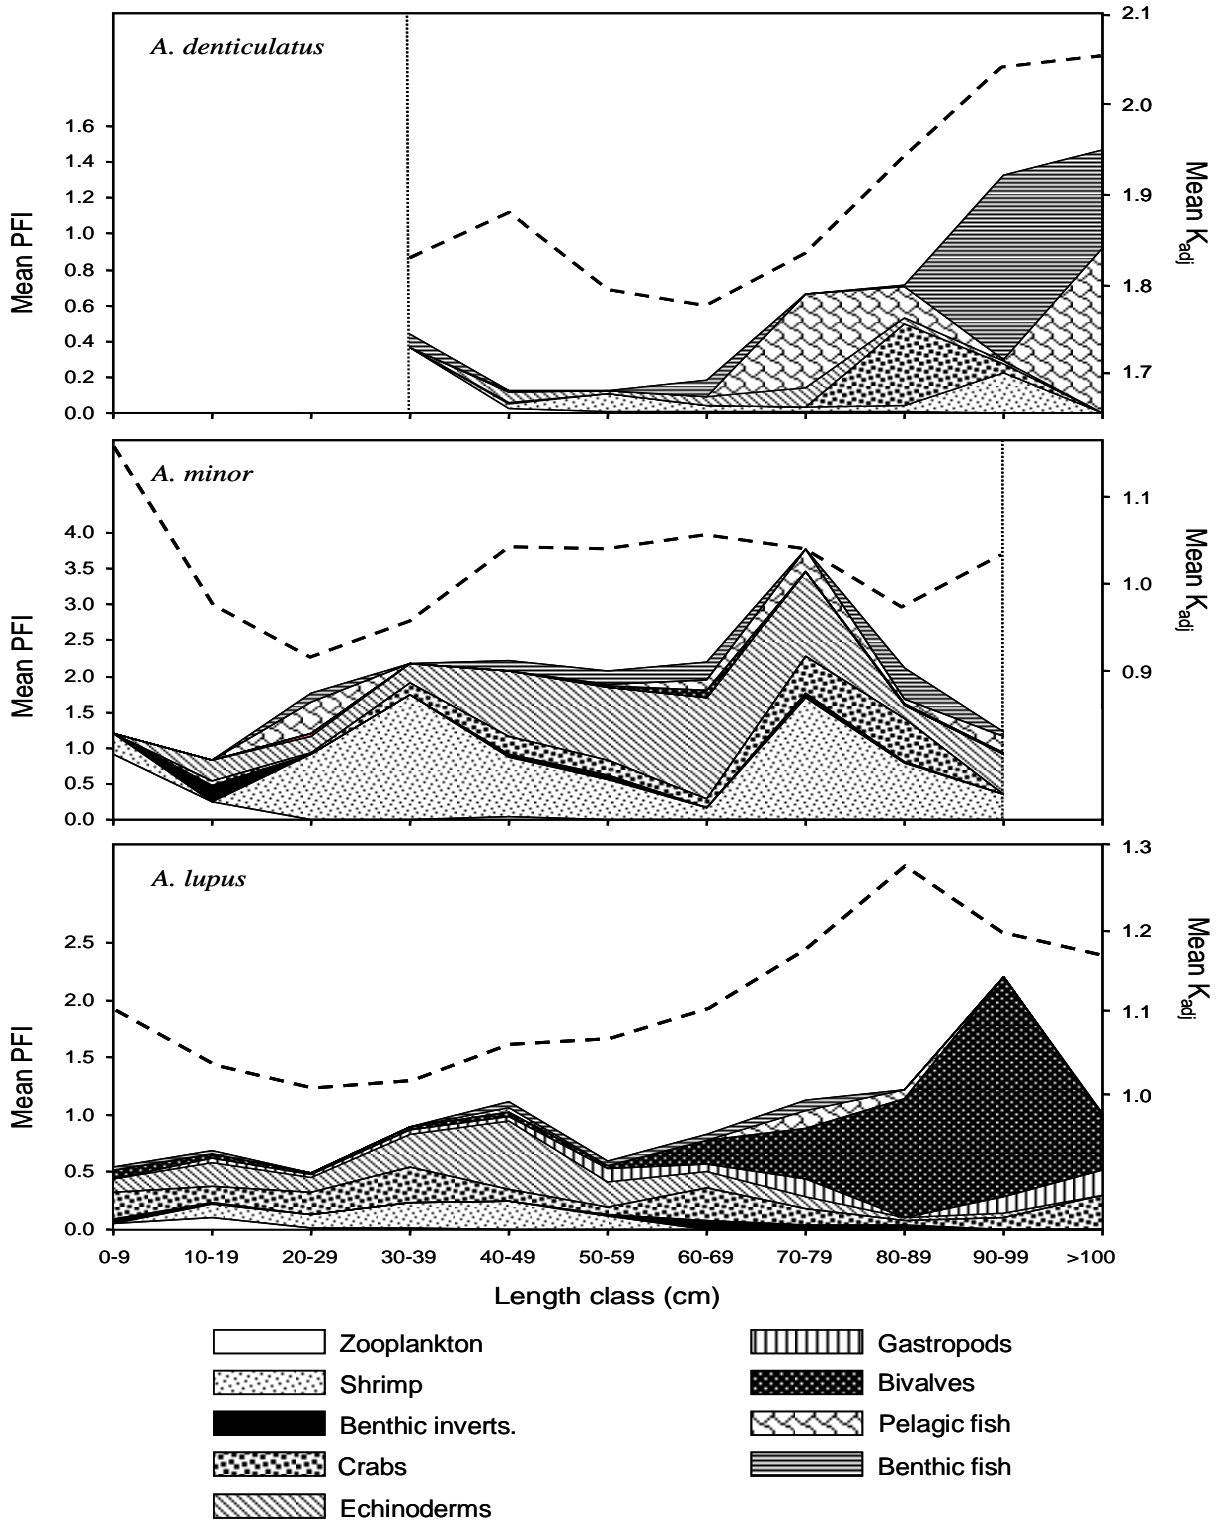 A. denticulatus
2.1
2.0
1.9
1.8
1.7
Mean Kadj
1.6
1.4
1.2
1.0
0.8
0.6
0.4
0.2
0.0
Mean PFI
A. minor
1.1
1.0
0.9
Mean Kadj
4.0
3.5
3.0
2.5
2.0
1.5
1.0
0.5
0.0
Mean PFI
A. lupus
1.3
1.2
1.1
1.0
Mean Kadj
2.5
2.0
1.5
1.0
0.5
0.0
Mean PFI
0-9 10-19 20-29 30-39 40-49 50-59 60-69 70-79 80-89 90-99 >100
Length class (cm)
Zooplankton
Shrimp
Benthic inverts.
Crabs
Echinoderms
Gastropods
Bivalves
Pelagic fish
Benthic fish